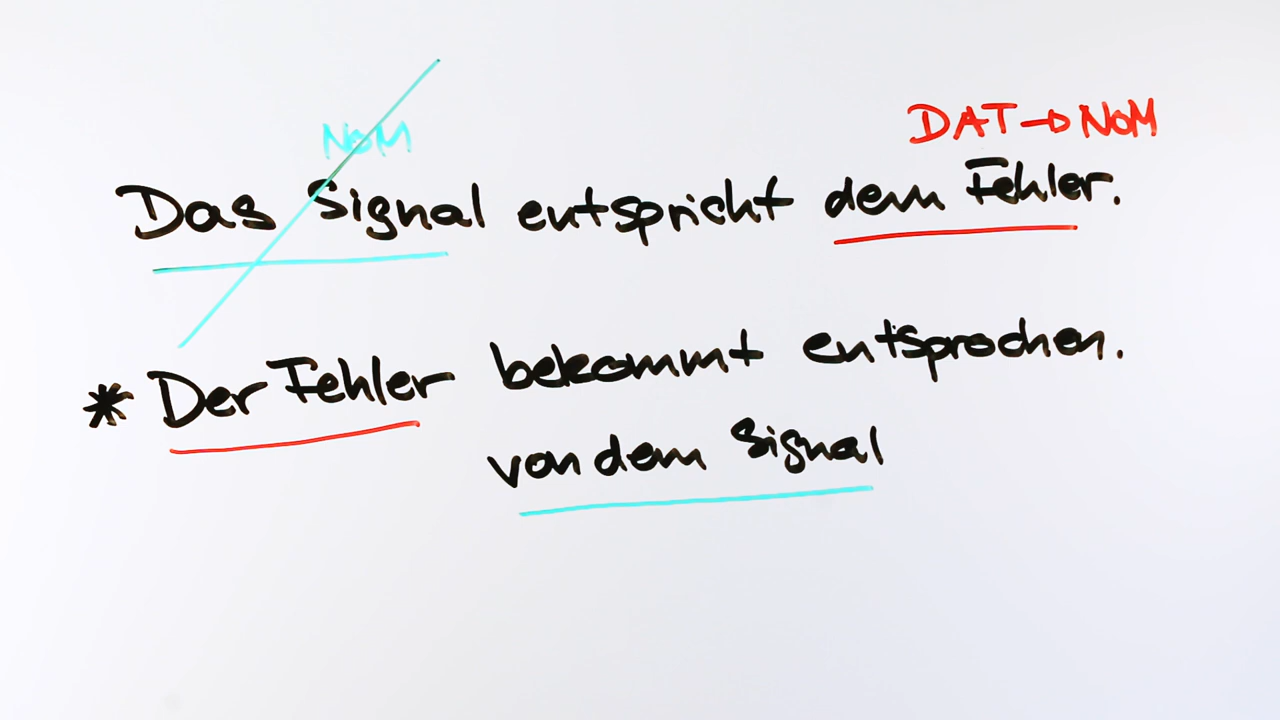 NOM
DAT → NOM
Das Signal entspricht dem Fehler.
* Der Fehler bekommt entsprochen.
von dem Signal